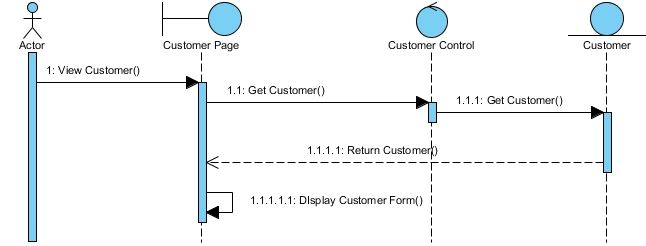 Actor
Customer Page
Customer Control
Customer
1: View Customer()
1.1: Get Customer()
1.1.1: Get Customer()
1.1.1.1: Return Customer()
1.1.1.1.1: DIsplay Customer Form()